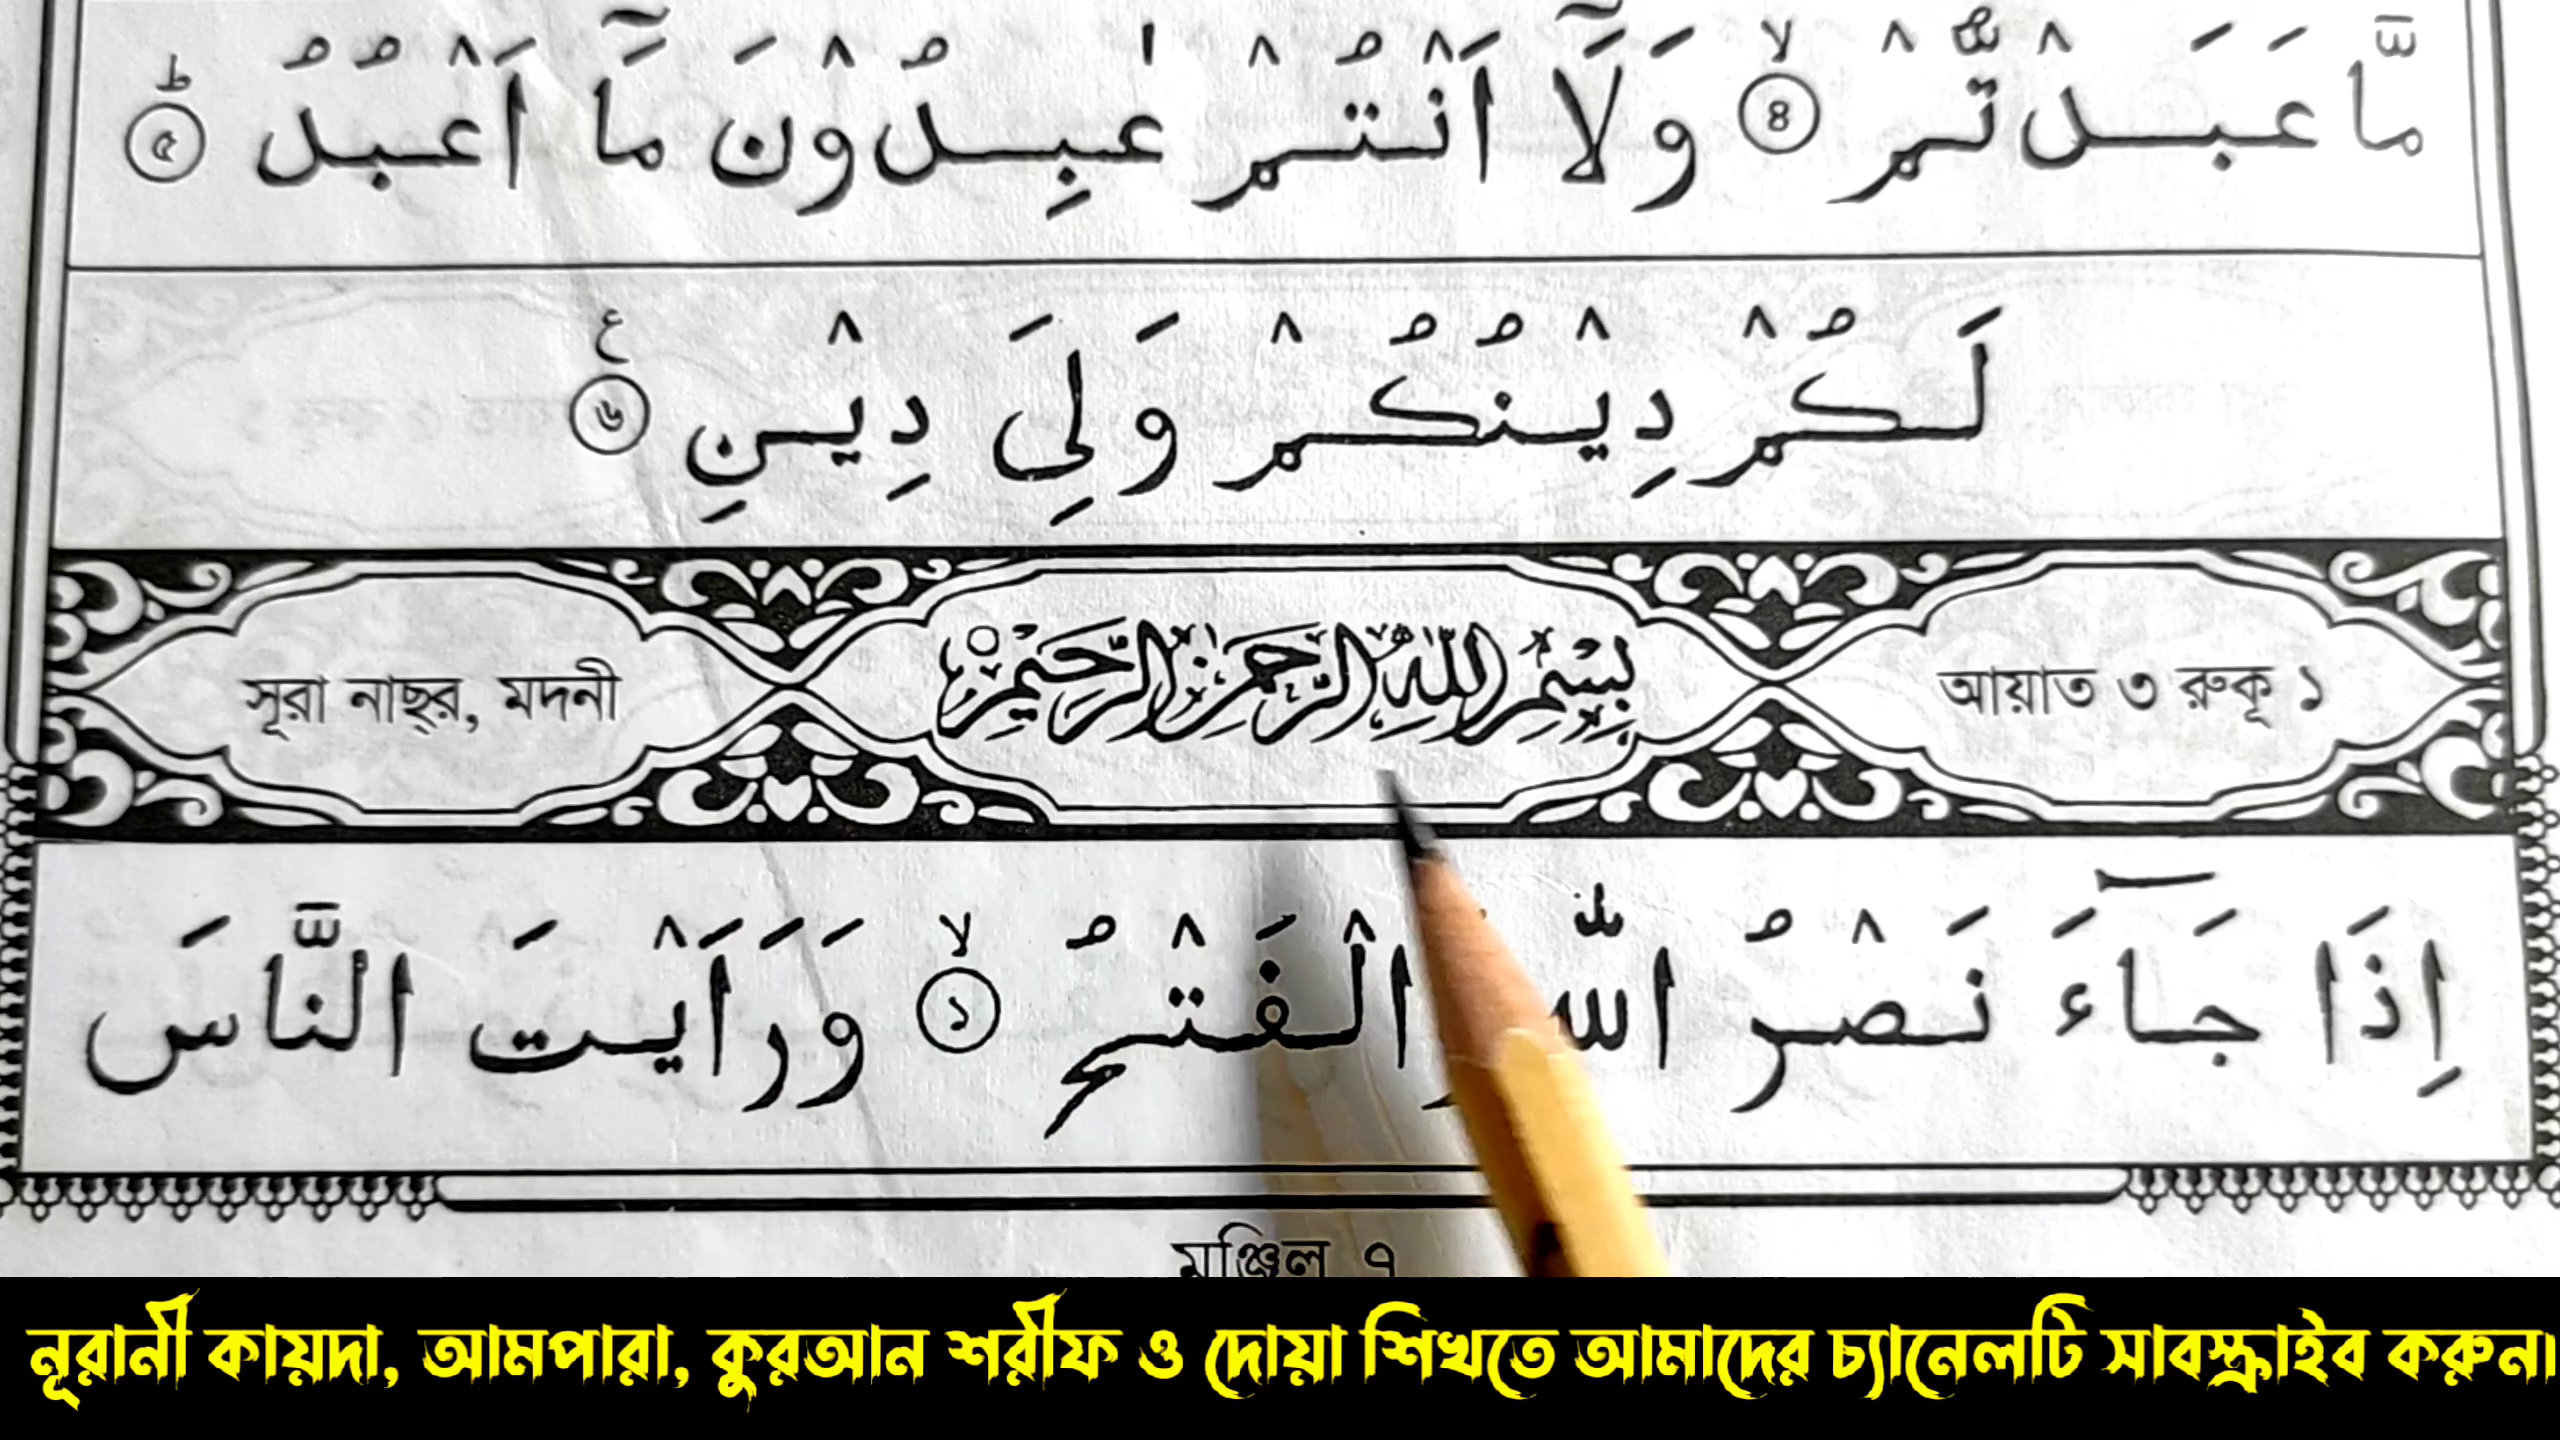 مَّا عَبَدْتُّمْ ۝٤ۙ وَلَآ اَنْتُمْ عٰبِدُوْنَ مَآ اَعْبُدُ ۝٥ؕ
لَكُمْ دِيْنُكُمْ وَلِىَ دِيْنِ ۝٦ ع
সূরা নাছ্র, মদনী بِسْمِ اللّٰهِ الرَّحْمٰنِ الرَّحِيْمِ আয়াত ৩ রুকূ ১
اِذَا جَآءَ نَصْرُ اللّٰ الْفَتْحُ ۝١ۙ وَرَاَيْتَ النَّاسَ
মঞ্জিল ৭
নূরানী কায়দা, আমপারা, কুরআন শরীফ ও দোয়া শিখতে আমাদের চ্যানেলটি সাবস্ক্রাইব করুন।